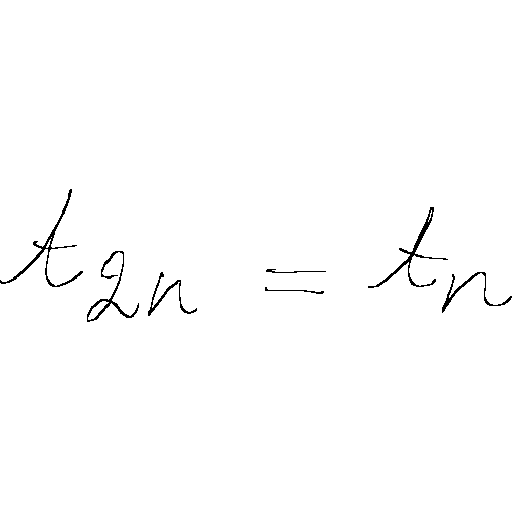 t_{2n} = t_n